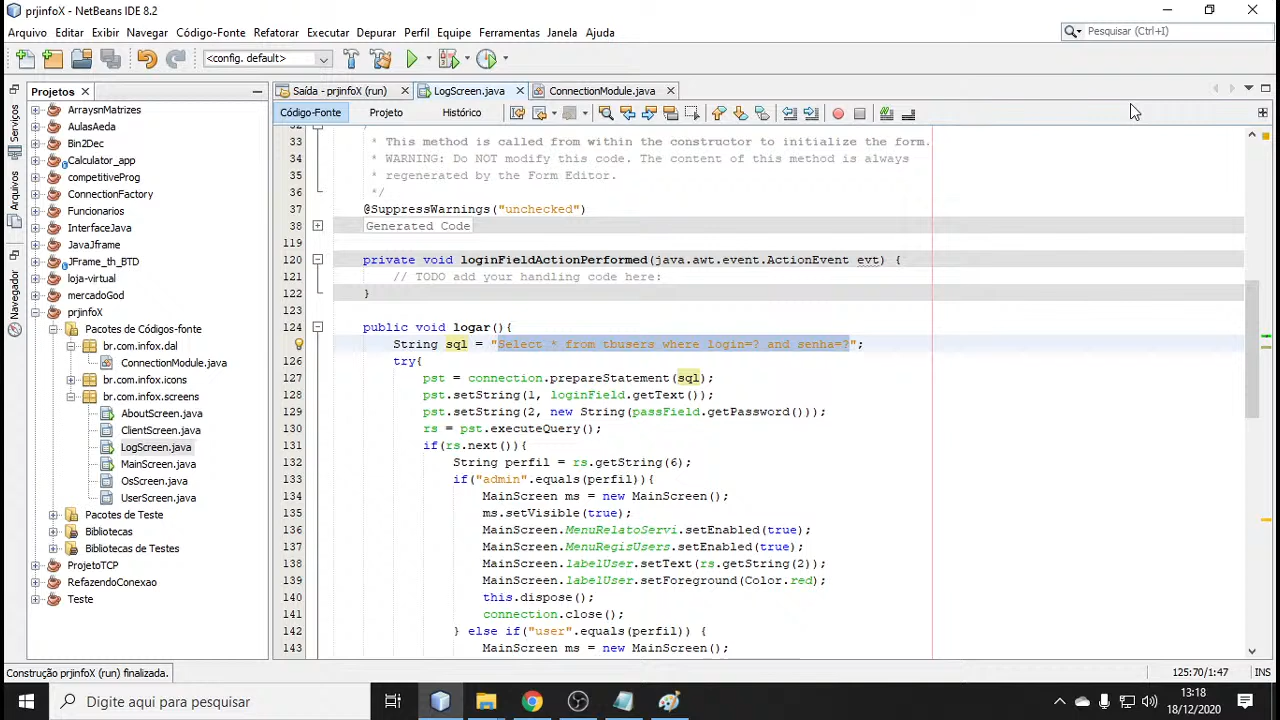 prjinfoX - NetBeans IDE 8.2
Arquivo Editar Exibir Navegar Código-Fonte Refatorar Executar Depurar Perfil Equipe Ferramentas Janela Ajuda
Pesquisar (Ctrl+I)
<config. default>
Projetos
Saída - prjinfoX (run)
LogScreen.java
ConnectionModule.java
Código-Fonte
Projeto
Histórico
Serviços
Arquivos
Navegador
ArraysnMatrizes
AulasAeda
Bin2Dec
Calculator_app
competitiveProg
ConnectionFactory
Funcionarios
InterfaceJava
JavaJframe
JFrame_th_BTD
loja-virtual
mercadoGod
prjinfoX
Pacotes de Códigos-fonte
br.com.infox.dal
ConnectionModule.java
br.com.infox.icons
br.com.infox.screens
AboutScreen.java
ClientScreen.java
LogScreen.java
MainScreen.java
OsScreen.java
UserScreen.java
Pacotes de Teste
Bibliotecas
Bibliotecas de Testes
ProjetoTCP
RefazendoConexao
Teste
33 * This method is called from within the constructor to initialize the form.
34 * WARNING: Do NOT modify this code. The content of this method is always
35 * regenerated by the Form Editor.
36 */
37 @SuppressWarnings("unchecked")
38 Generated Code
119
120 private void loginFieldActionPerformed(java.awt.event.ActionEvent evt) {
121 // TODO add your handling code here:
122 }
123
124 public void logar(){
String sql = "Select * from tbusers where login=? and senha=?";
126 try{
127 pst = connection.prepareStatement(sql);
128 pst.setString(1, loginField.getText());
129 pst.setString(2, new String(passField.getPassword()));
130 rs = pst.executeQuery();
131 if(rs.next()){
132 String perfil = rs.getString(6);
133 if("admin".equals(perfil)){
134 MainScreen ms = new MainScreen();
135 ms.setVisible(true);
136 MainScreen.MenuRelatoServi.setEnabled(true);
137 MainScreen.MenuRegisUsers.setEnabled(true);
138 MainScreen.labelUser.setText(rs.getString(2));
139 MainScreen.labelUser.setForeground(Color.red);
140 this.dispose();
141 connection.close();
142 } else if("user".equals(perfil)) {
143 MainScreen ms = new MainScreen();
Construção prjinfoX (run) finalizada.
125:70/1:47 INS
Digite aqui para pesquisar
13:18
18/12/2020